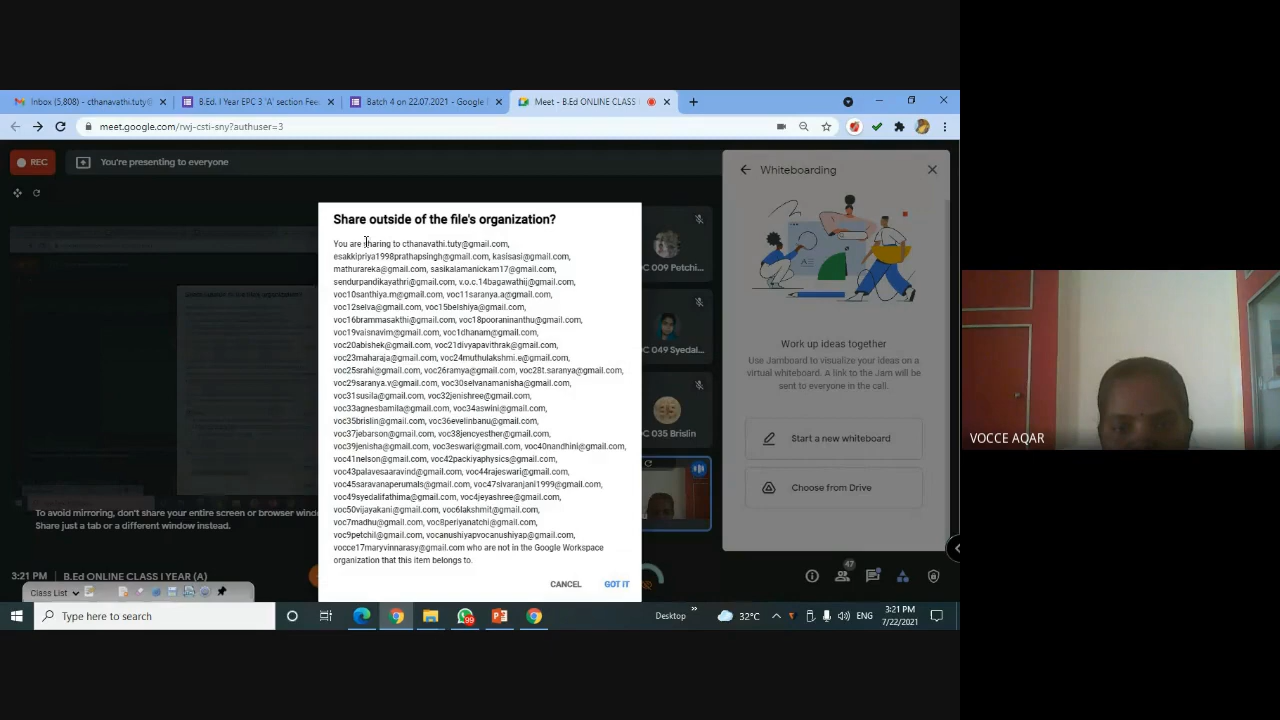 Inbox (5,808) - cthanavathi.tuty@
B.Ed. I Year EPC 3 'A' section Fee
Batch 4 on 22.07.2021 - Google
Meet - B.Ed ONLINE CLASS
meet.google.com/rwj-csti-sny?authuser=3
REC
You're presenting to everyone
Whiteboarding
Share outside of the file's organization?
You are sharing to cthanavathi.tuty@gmail.com,
esakkipriya1998prathapsingh@gmail.com, kasisasi@gmail.com,
mathurareka@gmail.com, sasikalamanickam17@gmail.com,
sendurpandikayathri@gmail.com, v.o.c.14bagawathij@gmail.com,
voc10santhiya.m@gmail.com, voc11saranya.a@gmail.com,
voc12selva@gmail.com, voc15belshiya@gmail.com,
voc16brammasakthi@gmail.com, voc18pooraninanthu@gmail.com,
voc19vaisnavim@gmail.com, voc1dhanam@gmail.com,
voc20abishek@gmail.com, voc21divyapavithrak@gmail.com,
voc23maharaja@gmail.com, voc24muthulakshmi.e@gmail.com,
voc25srahi@gmail.com, voc26ramya@gmail.com, voc28t.saranya@gmail.com,
voc29saranya.v@gmail.com, voc30selvanamanisha@gmail.com,
voc31susila@gmail.com, voc32jenishree@gmail.com,
voc33agnesbamila@gmail.com, voc34aswini@gmail.com,
voc35brislin@gmail.com, voc36evelinbanu@gmail.com,
voc37jebarson@gmail.com, voc38jencyesther@gmail.com,
voc39jenisha@gmail.com, voc3eswari@gmail.com, voc40nandhini@gmail.com,
voc41nelson@gmail.com, voc42packiyaphysics@gmail.com,
voc43palavesaaravind@gmail.com, voc44rajeswari@gmail.com,
voc45saravanaperumals@gmail.com, voc47sivaranjani1999@gmail.com,
voc49syedalifathima@gmail.com, voc4jeyashree@gmail.com,
voc50vijayakani@gmail.com, voc6lakshmit@gmail.com,
voc7madhu@gmail.com, voc8periyanatchi@gmail.com,
voc9petchil@gmail.com, vocanushiyapvocanushiyap@gmail.com,
vocce17maryvinnarasy@gmail.com who are not in the Google Workspace
organization that this item belongs to.
CANCEL
GOT IT
C 009 Petchi...
C 049 Syedal...
C 035 Brislin
Work up ideas together
Use Jamboard to visualize your ideas on a
virtual whiteboard. A link to the Jam will be
sent to everyone in the call.
Start a new whiteboard
Choose from Drive
To avoid mirroring, don't share your entire screen or browser windo
Share just a tab or a different window instead.
3:21 PM
B.Ed ONLINE CLASS I YEAR (A)
47
Class List
Type here to search
99
Desktop
32°C
ENG
3:21 PM
7/22/2021
VOCCE AQAR